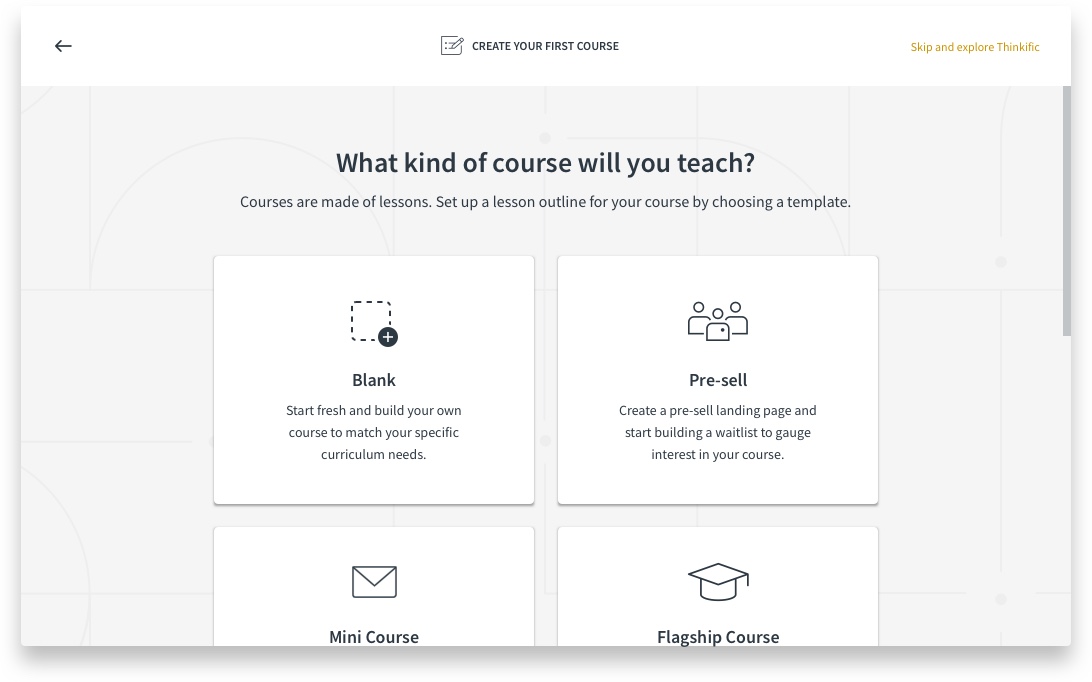 CREATE YOUR FIRST COURSE
Skip and explore Thinkific
What kind of course will you teach?
Courses are made of lessons. Set up a lesson outline for your course by choosing a template.
Blank
Start fresh and build your own
course to match your specific
curriculum needs.
Pre-sell
Create a pre-sell landing page and
start building a waitlist to gauge
interest in your course.
Mini Course
Flagship Course